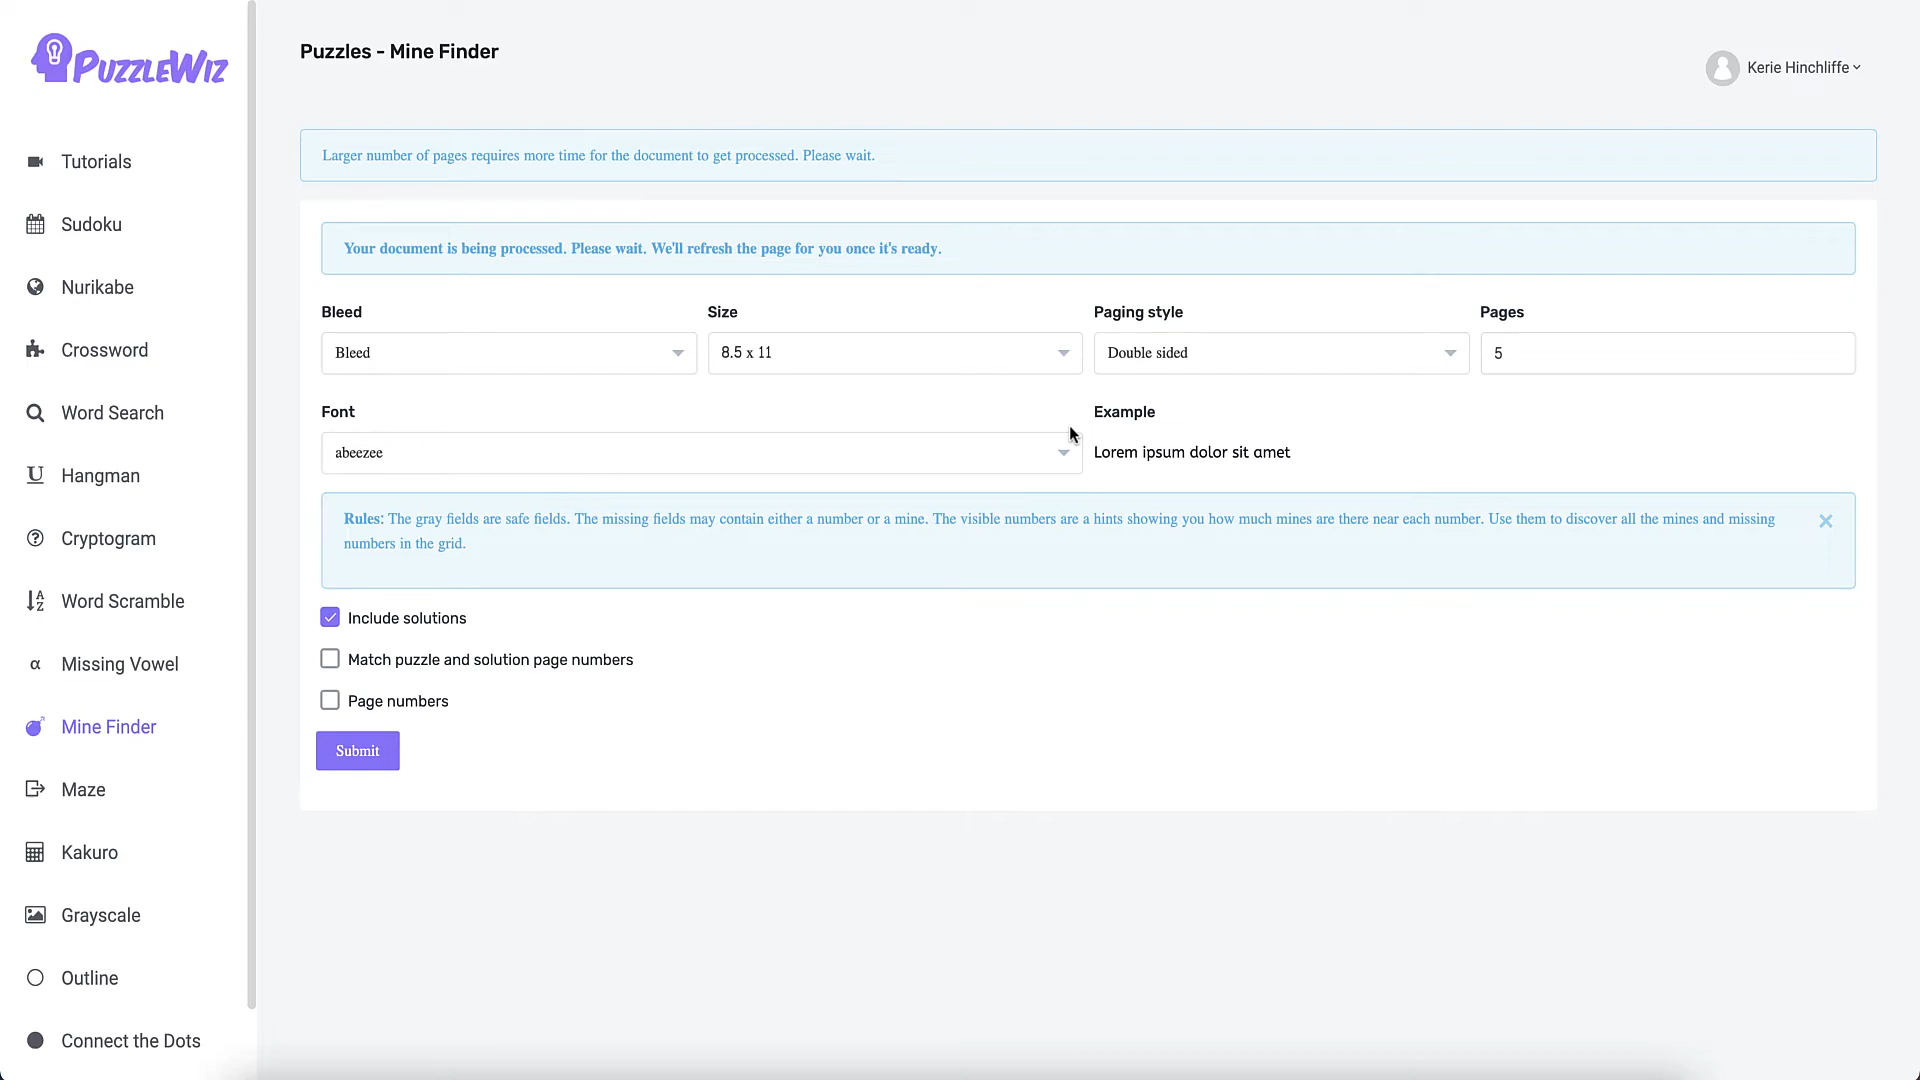 PUZZLEWIZ
Puzzles - Mine Finder
Kerie Hinchliffe
Tutorials
Sudoku
Nurikabe
Crossword
Word Search
Hangman
Cryptogram
Word Scramble
Missing Vowel
Mine Finder
Maze
Kakuro
Grayscale
Outline
Connect the Dots
Larger number of pages requires more time for the document to get processed. Please wait.
Your document is being processed. Please wait. We'll refresh the page for you once it's ready.
Bleed Size Paging style Pages
Bleed 8.5 x 11 Double sided 5
Font Example
abeezee Lorem ipsum dolor sit amet
Rules: The gray fields are safe fields. The missing fields may contain either a number or a mine. The visible numbers are a hints showing you how much mines are there near each number. Use them to discover all the mines and missing
numbers in the grid.
Include solutions
Match puzzle and solution page numbers
Page numbers
Submit